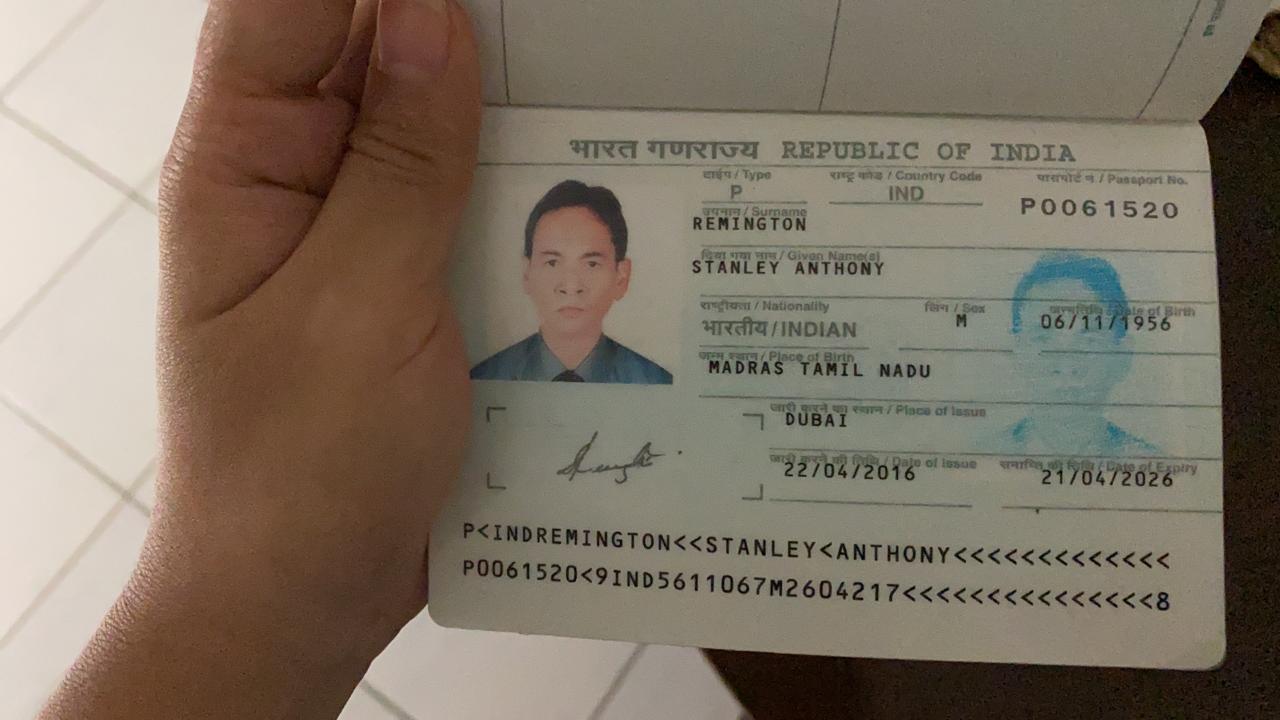 भारत गणराज्य REPUBLIC OF INDIA
टाईप / Type राष्ट्र कोड / Country Code पासपोर्ट नं / Passport No.
P IND P0061520
उपनाम / Surname
REMINGTON
दिया गया नाम / Given Name(s)
STANLEY ANTHONY
राष्ट्रीयता / Nationality लिंग / Sex जन्मतिथि / Date of Birth
भारतीय / INDIAN M 06/11/1956
जन्म स्थान / Place of Birth
MADRAS TAMIL NADU
जारी करने का स्थान / Place of Issue
DUBAI
जारी करने की तिथि / Date of Issue समाप्ति की तिथि / Date of Expiry
22/04/2016 21/04/2026
P<INDREMINGTON<<STANLEY<ANTHONY<<<<<<<<<<<<<
P0061520<9IND5611067M2604217<<<<<<<<<<<<<<<8